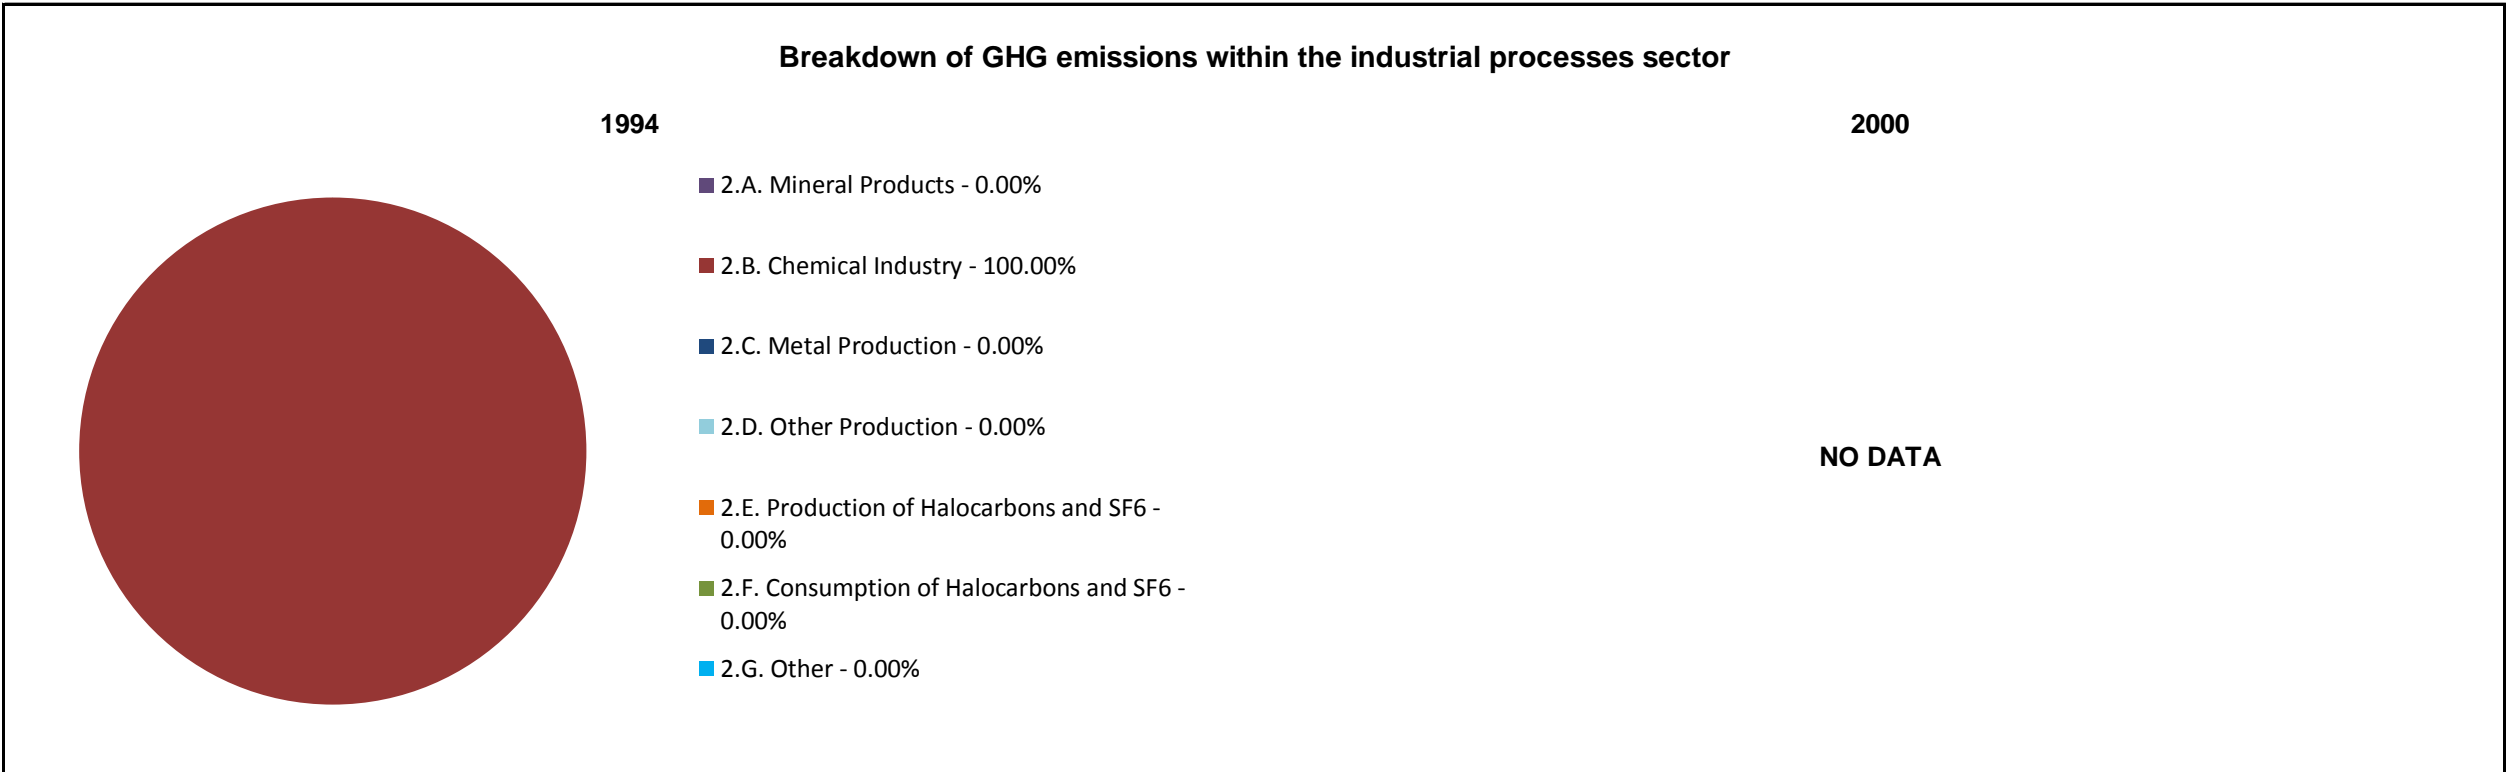 Breakdown of GHG emissions within the industrial processes sector
1994
2.A. Mineral Products - 0.00%
2.B. Chemical Industry - 100.00%
2.C. Metal Production - 0.00%
2.D. Other Production - 0.00%
2.E. Production of Halocarbons and SF6 -
0.00%
2.F. Consumption of Halocarbons and SF6 -
0.00%
2.G. Other - 0.00%
2000
NO DATA